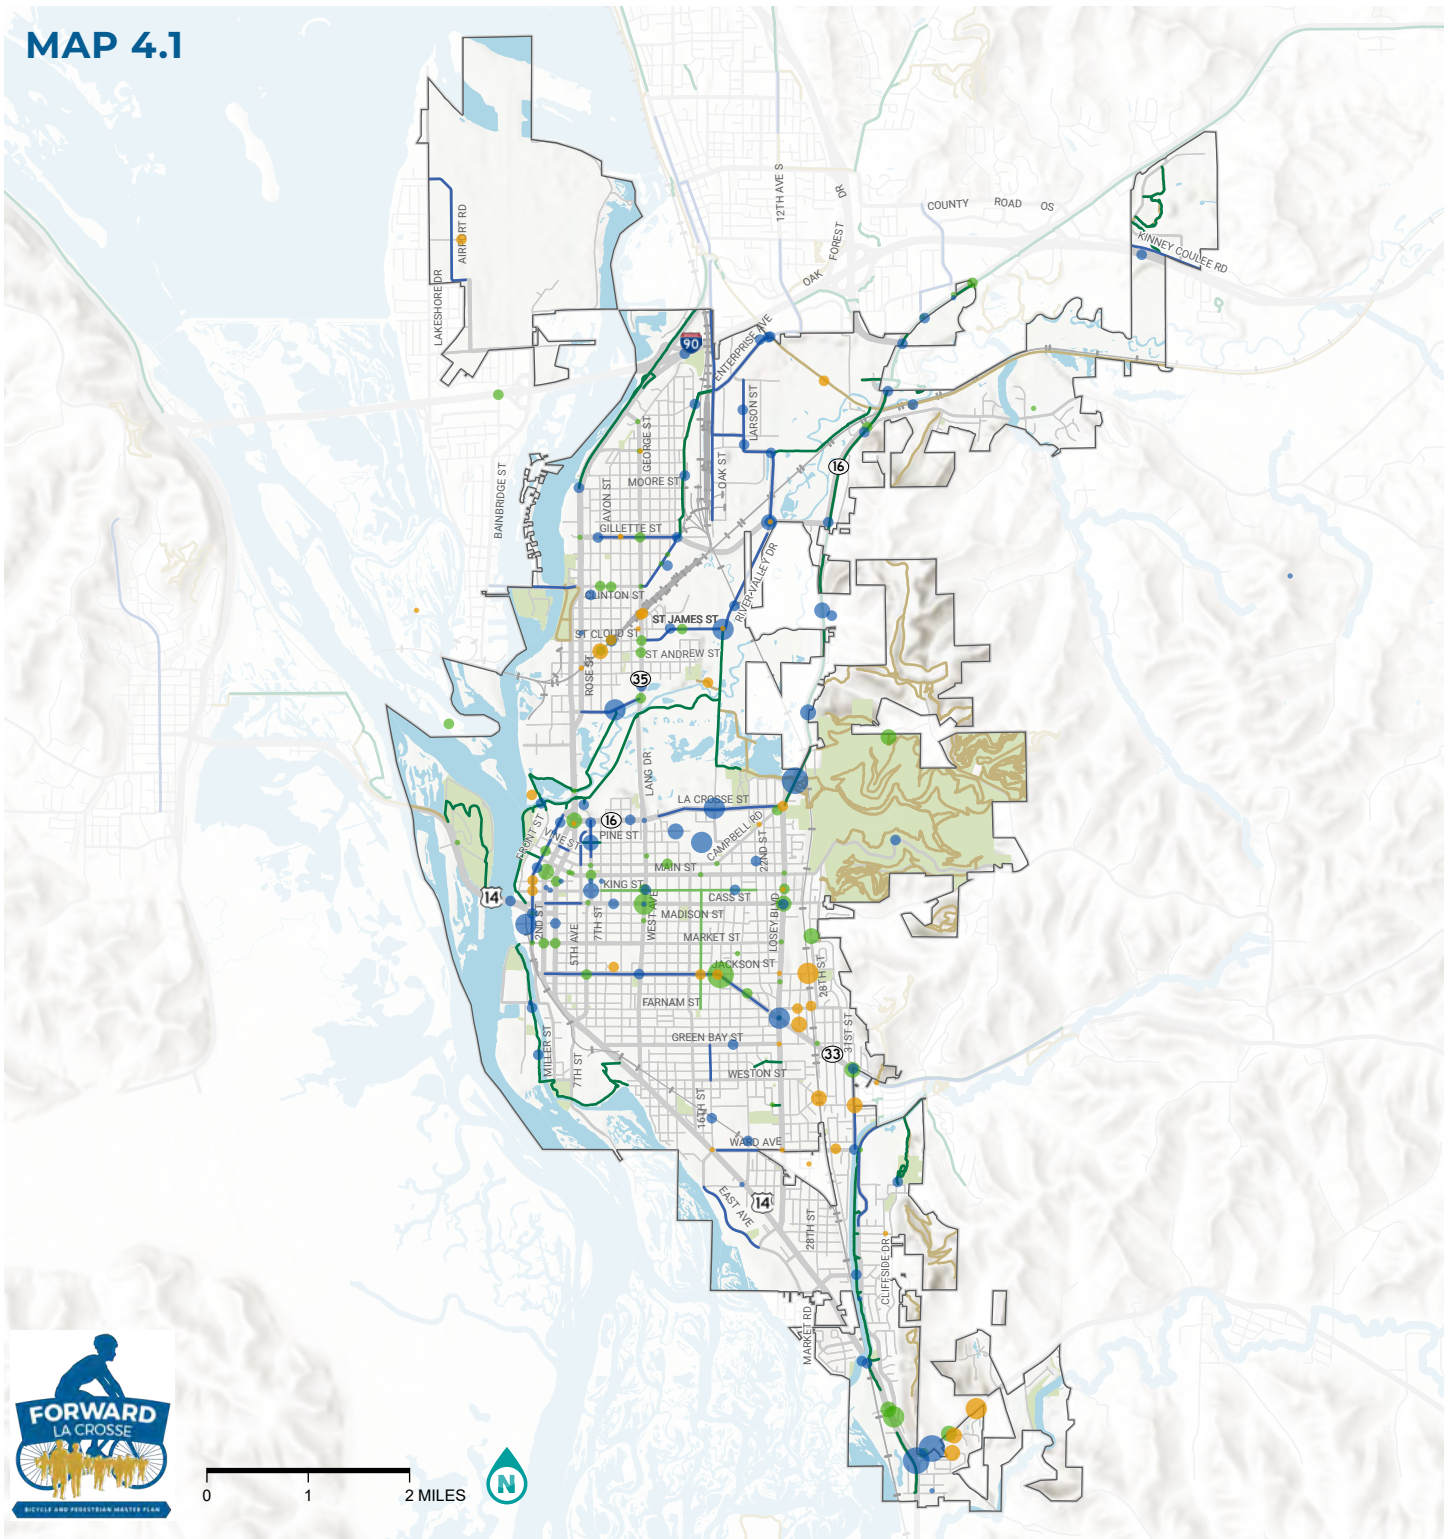 MAP 4.1
12TH AVE S
OAK FOREST DR
COUNTY ROAD OS
KINNEY COULEE RD
AIRPORT RD
LAKESHORE DR
90
ENTERPRISE AVE
LARSON ST
GEORGE ST
16
BAINBRIDGE ST
AVON ST
MOORE ST
OAK ST
GILLETTE ST
RIVER VALLEY DR
CLINTON ST
ST JAMES ST
ST CLOUD ST
ST ANDREW ST
ROSE ST
35
LANG DR
LA CROSSE ST
16
FRONT ST
VINE ST
PINE ST
CAMPBELL RD
22ND ST
MAIN ST
KING ST
14
CASS ST
2ND ST
7TH ST
WEST AVE
MADISON ST
LOSEY BLVD
5TH AVE
MARKET ST
JACKSON ST
28TH ST
FARNAM ST
31ST ST
GREEN BAY ST
33
MILLER ST
7TH ST
WESTON ST
16TH ST
WARD AVE
EAST AVE
14
28TH ST
CLIFFSIDE DR
MARKET RD
FORWARD
LA CROSSE
BICYCLE AND PEDESTRIAN MASTER PLAN
0 1 2 MILES
N